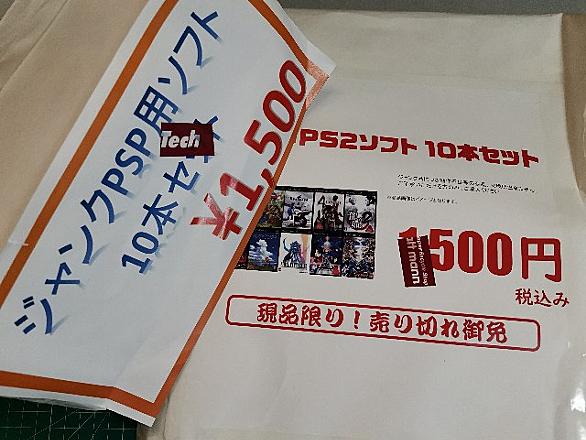 ジャンクPSP用ソフト
10本セット
¥1,500
Tech
PS2ソフト 10本セット
1500円
mann
税込み
現品限り!売り切れ御免